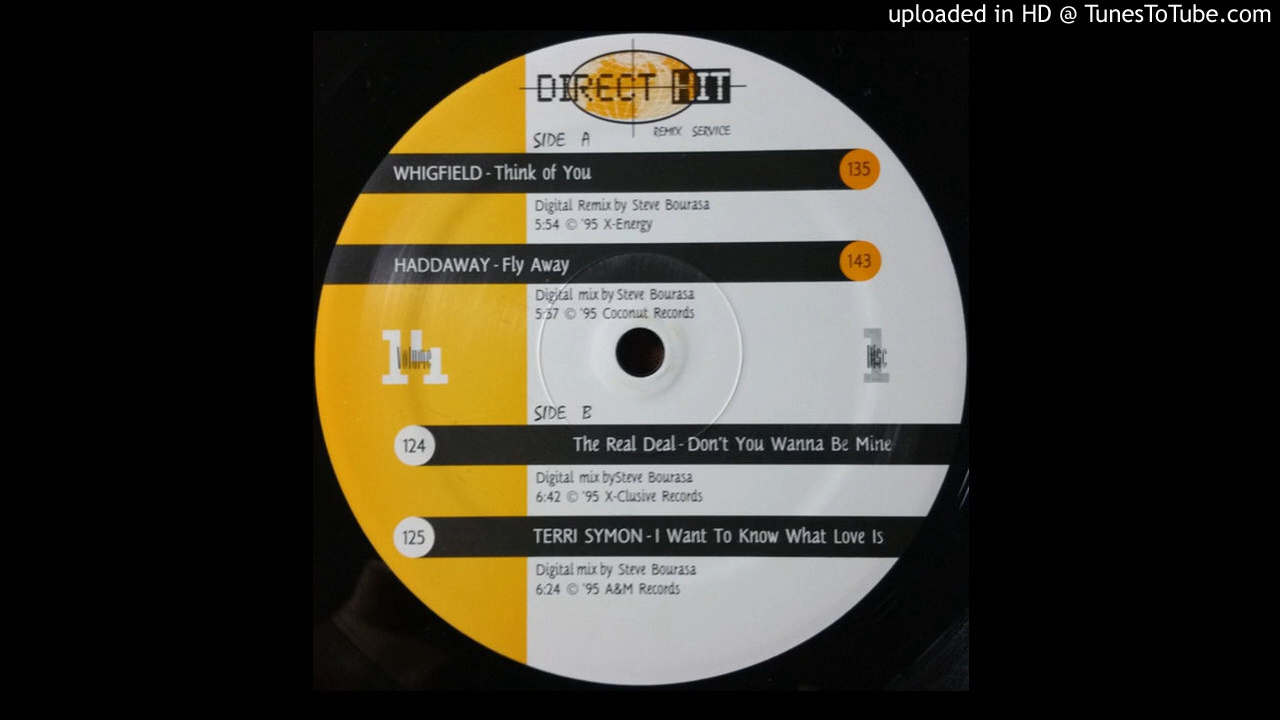 uploaded in HD @ TunesToTube.com
DIRECT HIT
REMIX SERVICE
SIDE A
WHIGFIELD - Think of You 135
Digital Remix by Steve Bourasa
5:54 © '95 X-Energy
HADDAWAY - Fly Away 143
Digital mix by Steve Bourasa
5:37 © '95 Coconut Records
Volume 14
Disc 1
SIDE B
124 The Real Deal - Don't You Wanna Be Mine
Digital mix bySteve Bourasa
6:42 © '95 X-Clusive Records
125 TERRI SYMON - I Want To Know What Love Is
Digital mix by Steve Bourasa
6:24 © '95 A&M Records